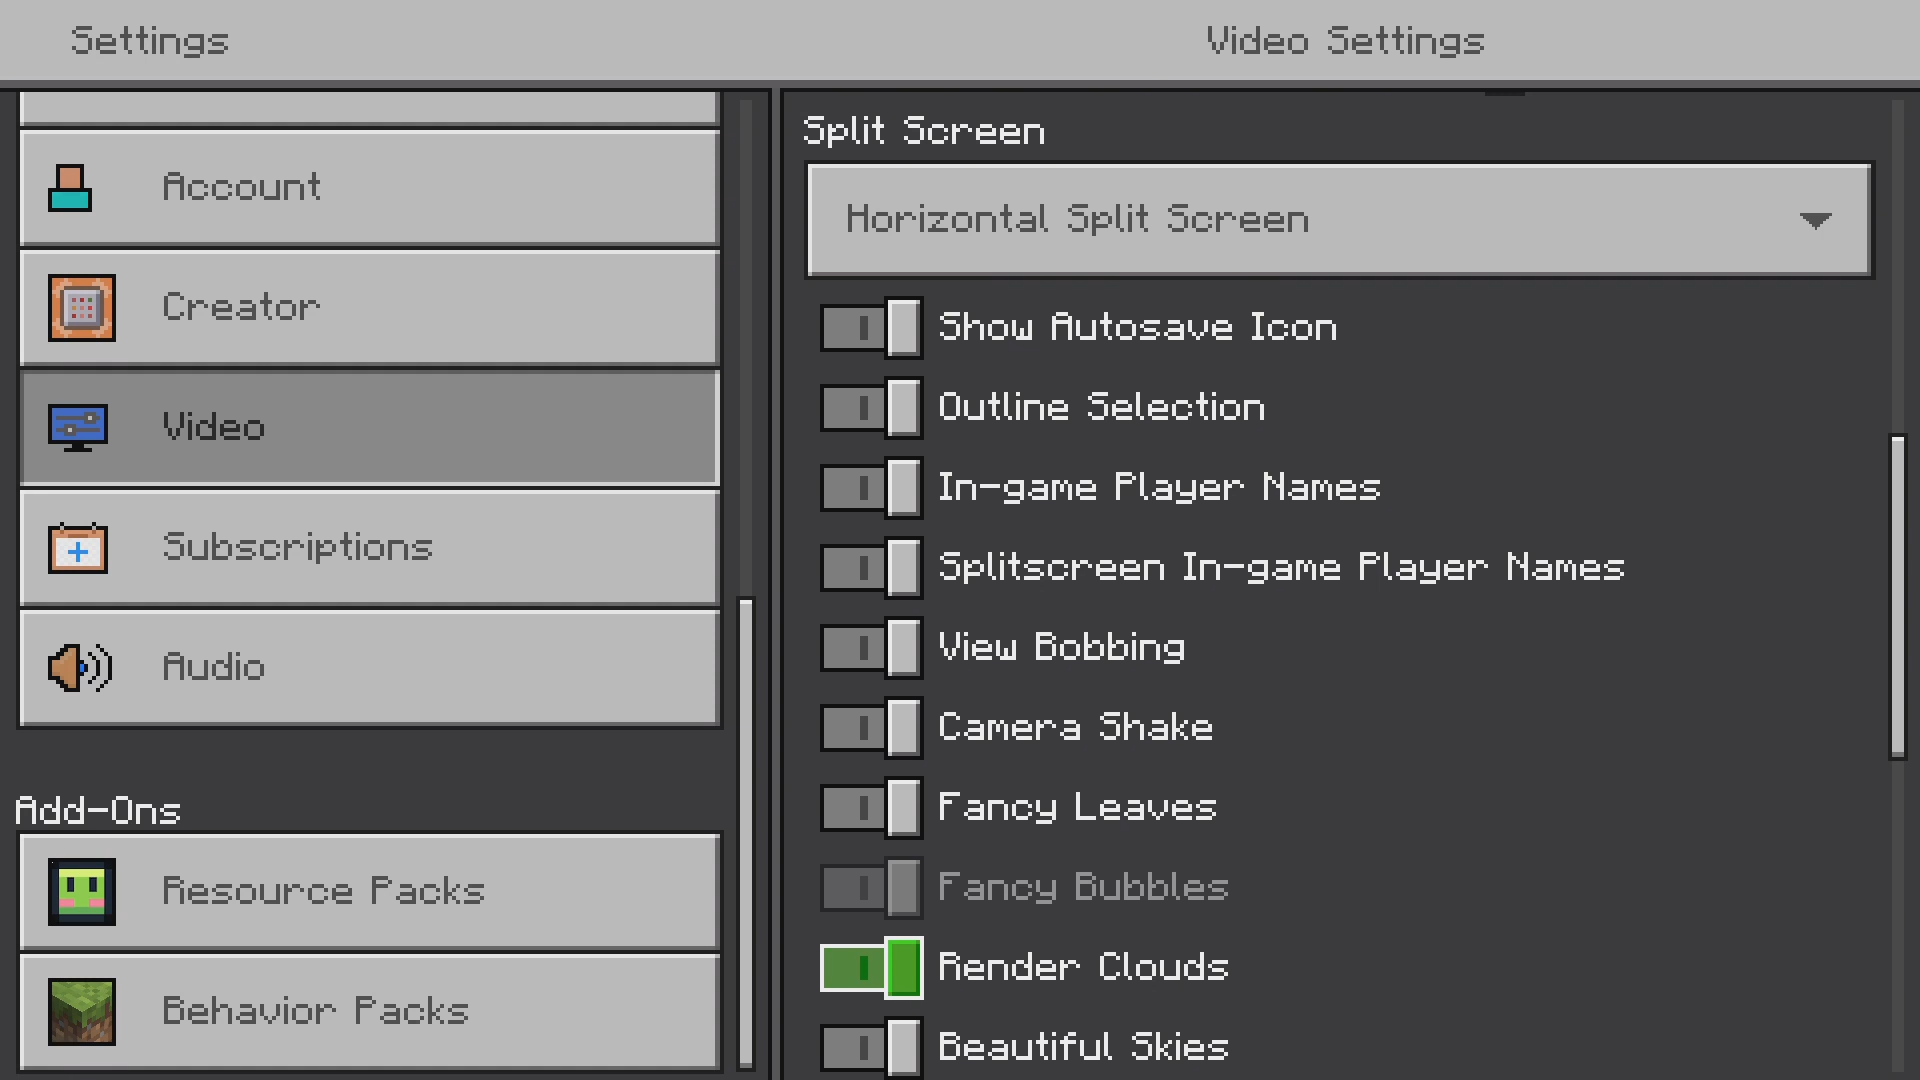 Settings
Video Settings
Account
Creator
Video
Subscriptions
Audio
Add-Ons
Resource Packs
Behavior Packs
Split Screen
Horizontal Split Screen
Show Autosave Icon
Outline Selection
In-game Player Names
Splitscreen In-game Player Names
View Bobbing
Camera Shake
Fancy Leaves
Fancy Bubbles
Render Clouds
Beautiful Skies